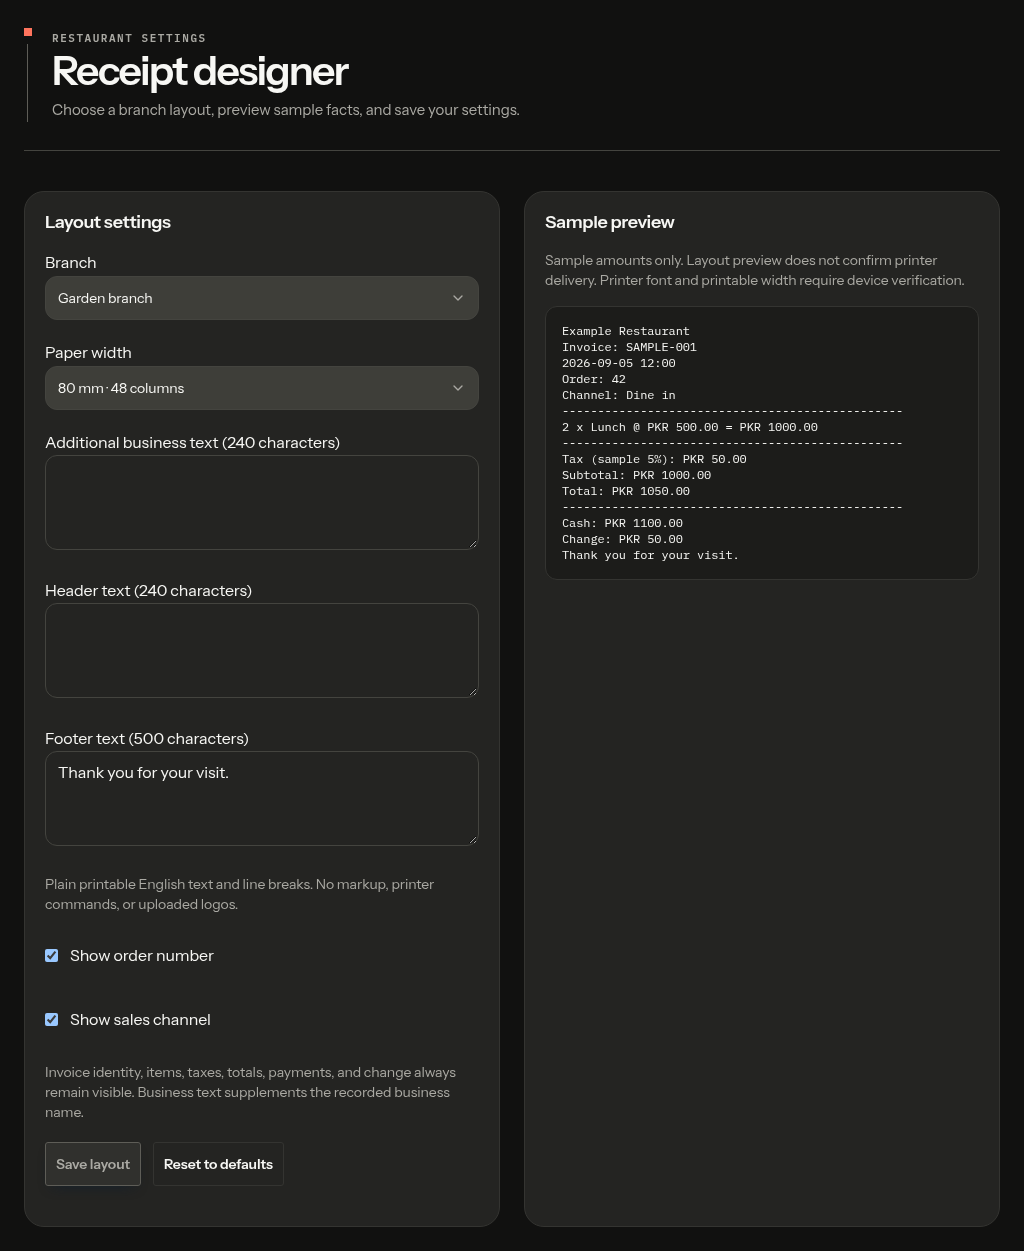 RESTAURANT SETTINGS
Receipt designer
Choose a branch layout, preview sample facts, and save your settings.
Layout settings
Branch
Garden branch
Paper width
80 mm · 48 columns
Additional business text (240 characters)
Header text (240 characters)
Footer text (500 characters)
Thank you for your visit.
Plain printable English text and line breaks. No markup, printer
commands, or uploaded logos.
Show order number
Show sales channel
Invoice identity, items, taxes, totals, payments, and change always
remain visible. Business text supplements the recorded business
name.
Save layout
Reset to defaults
Sample preview
Sample amounts only. Layout preview does not confirm printer
delivery. Printer font and printable width require device verification.
Example Restaurant
Invoice: SAMPLE-001
2026-09-05 12:00
Order: 42
Channel: Dine in
------------------------------------------------
2 x Lunch @ PKR 500.00 = PKR 1000.00
------------------------------------------------
Tax (sample 5%): PKR 50.00
Subtotal: PKR 1000.00
Total: PKR 1050.00
------------------------------------------------
Cash: PKR 1100.00
Change: PKR 50.00
Thank you for your visit.